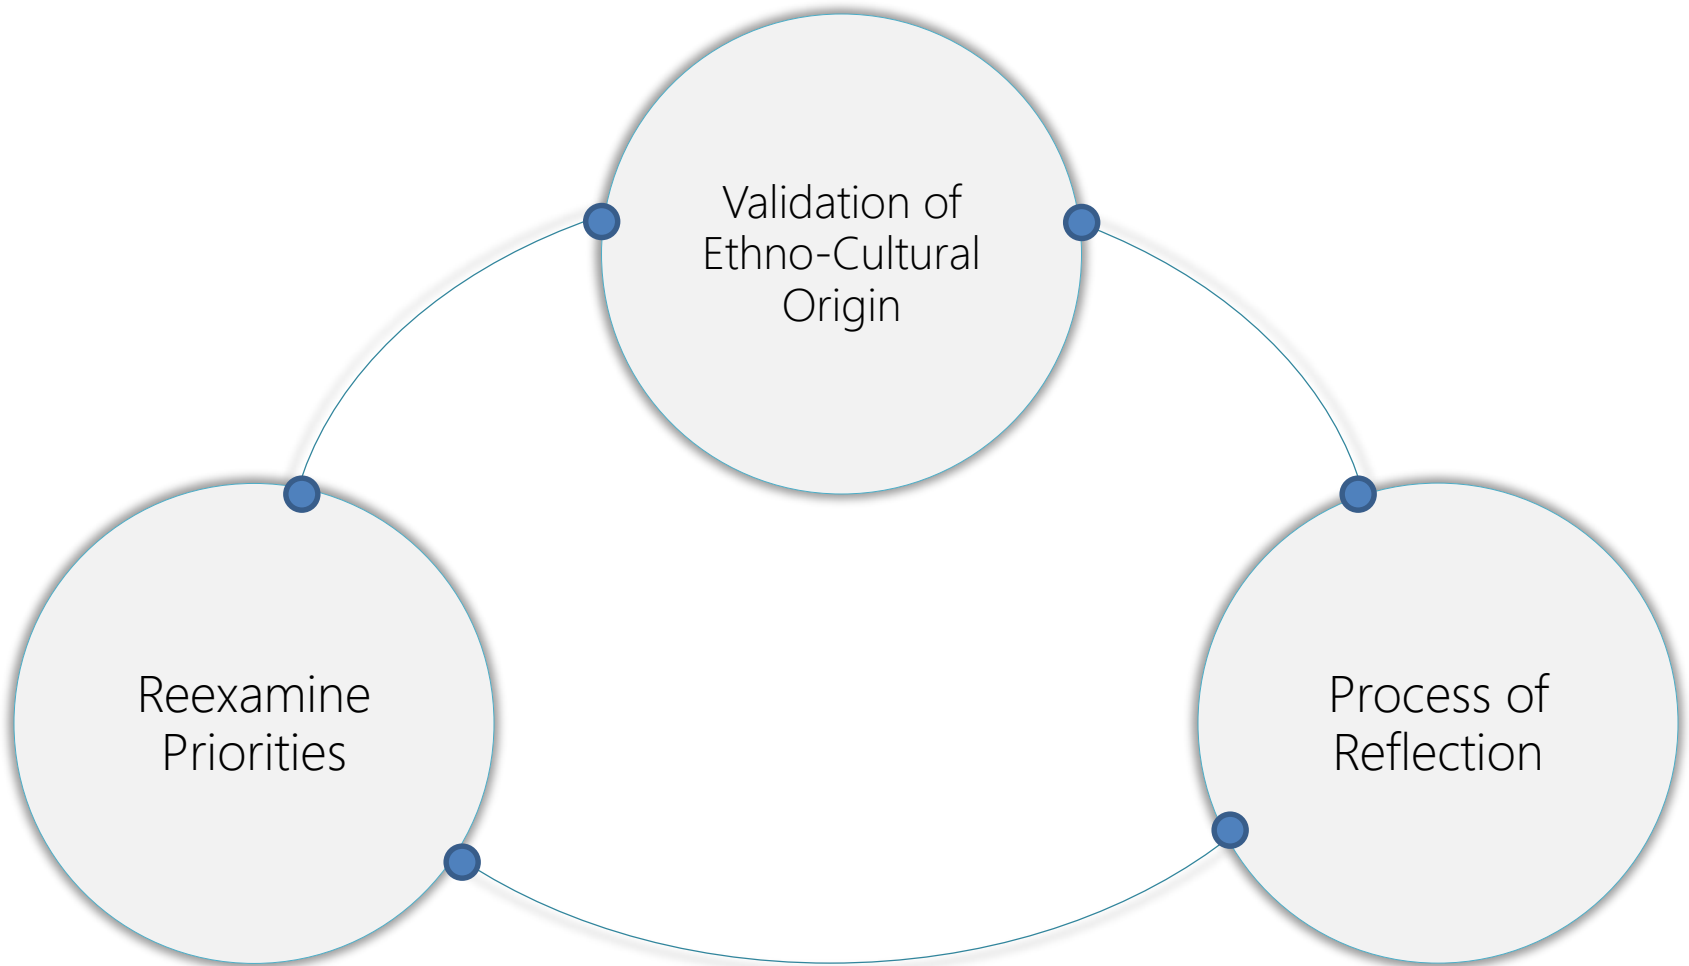 Validation of
Ethno-Cultural
Origin
Reexamine
Priorities
Process of
Reflection